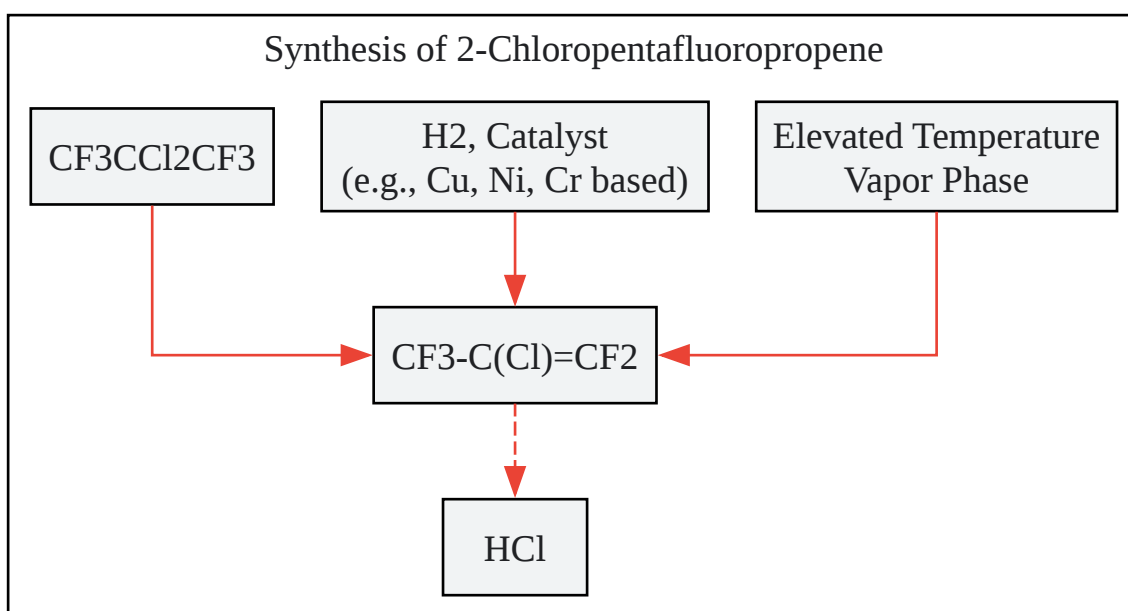 Synthesis of 2-Chloropentafluoropropene
CF3CCl2CF3
H2, Catalyst
(e.g., Cu, Ni, Cr based)
Elevated Temperature
Vapor Phase
CF3-C(Cl)=CF2
HCl